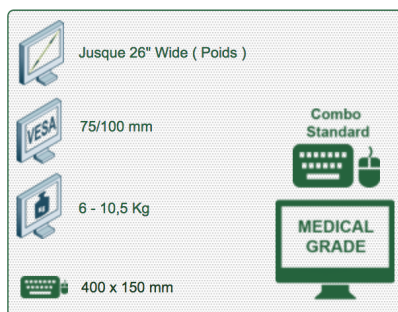 Jusque 26" Wide ( Poids )
VESA
75/100 mm
6 - 10,5 Kg
400 x 150 mm
Combo
Standard
MEDICAL
GRADE